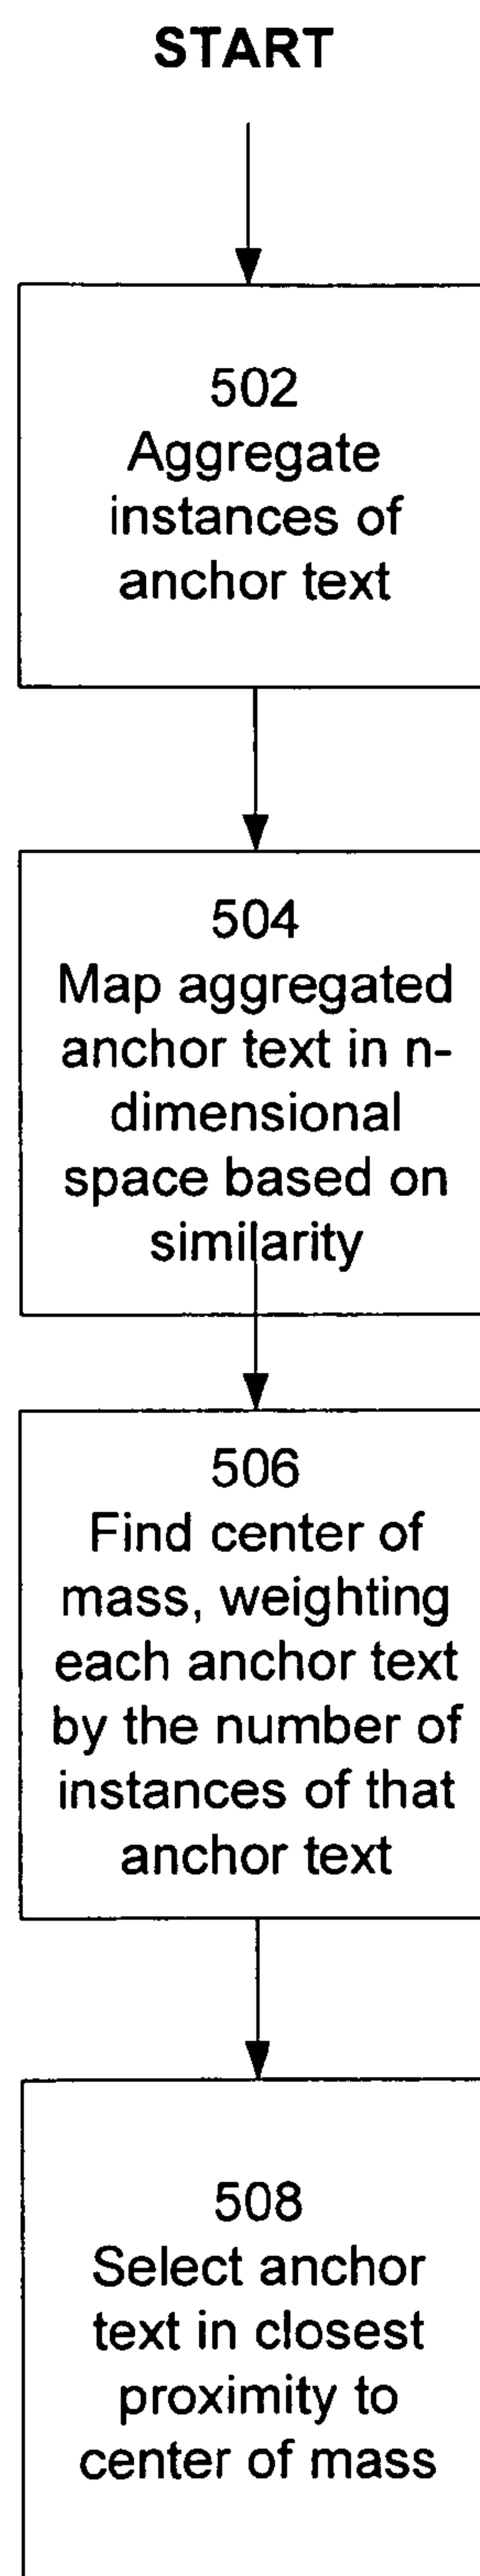 START
502
Aggregate
instances of
anchor text
504
Map aggregated
anchor text in n-
dimensional
space based on
similarity
506
Find center of
mass, weighting
each anchor text
by the number of
instances of that
anchor text
508
Select anchor
text in closest
proximity to
center of mass